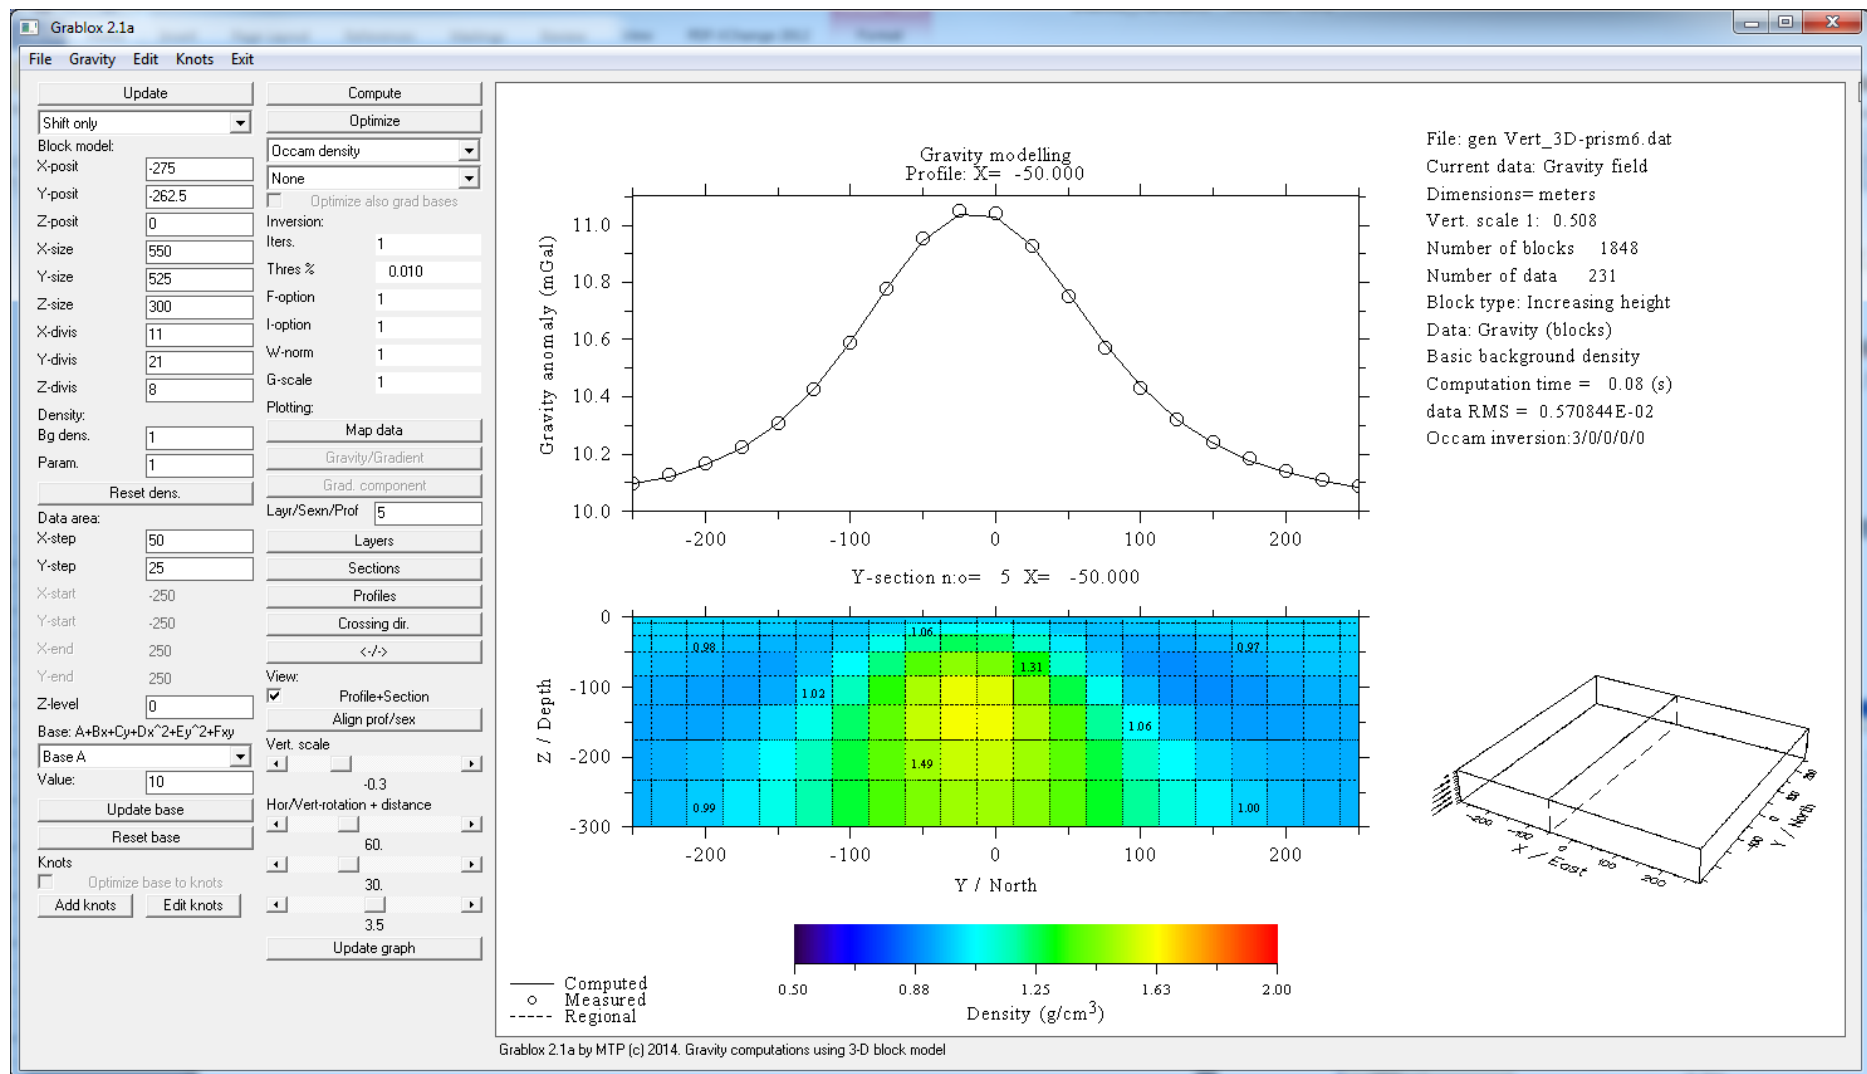 Grablox 2.1a
File Gravity Edit Knots Exit
Update
Shift only
Block model:
X-posit -275
Y-posit -262.5
Z-posit 0
X-size 550
Y-size 525
Z-size 300
X-divis 11
Y-divis 21
Z-divis 8
Density:
Bg dens. 1
Param. 1
Reset dens.
Data area:
X-step 50
Y-step 25
X-start -250
Y-start -250
X-end 250
Y-end 250
Z-level 0
Base: A+Bx+Cy+Dx^2+Ey^2+Fxy
Base A
Value: 10
Update base
Reset base
Knots
Optimize base to knots
Add knots Edit knots
Compute
Optimize
Occam density
None
Optimize also grad bases
Inversion:
Iters. 1
Thres % 0.010
F-option 1
I-option 1
W-norm 1
G-scale 1
Plotting:
Map data
Gravity/Gradient
Grad. component
Layr/Sexn/Prof 5
Layers
Sections
Profiles
Crossing dir.
<-/->
View:
Profile+Section
Align prof/sex
Vert. scale
-0.3
Hor/Vert-rotation + distance
60.
30.
3.5
Update graph
Gravity modelling
Profile: X= -50.000
Gravity anomaly (mGal)
11.0
10.8
10.6
10.4
10.2
10.0
-200 -100 0 100 200
Y-section n:o= 5 X= -50.000
Z / Depth
0
-100
-200
-300
1.06
0.98 0.97
1.31
1.02
1.06
1.49
0.99 1.00
-200 -100 0 100 200
Y / North
0.50 0.88 1.25 1.63 2.00
Density (g/cm3)
Computed
Measured
Regional
File: gen Vert_3D-prism6.dat
Current data: Gravity field
Dimensions= meters
Vert. scale 1: 0.508
Number of blocks 1848
Number of data 231
Block type: Increasing height
Data: Gravity (blocks)
Basic background density
Computation time = 0.08 (s)
data RMS = 0.570844E-02
Occam inversion:3/0/0/0/0
-200 -100 0 100 200
X / East
Y / North
Grablox 2.1a by MTP (c) 2014. Gravity computations using 3-D block model